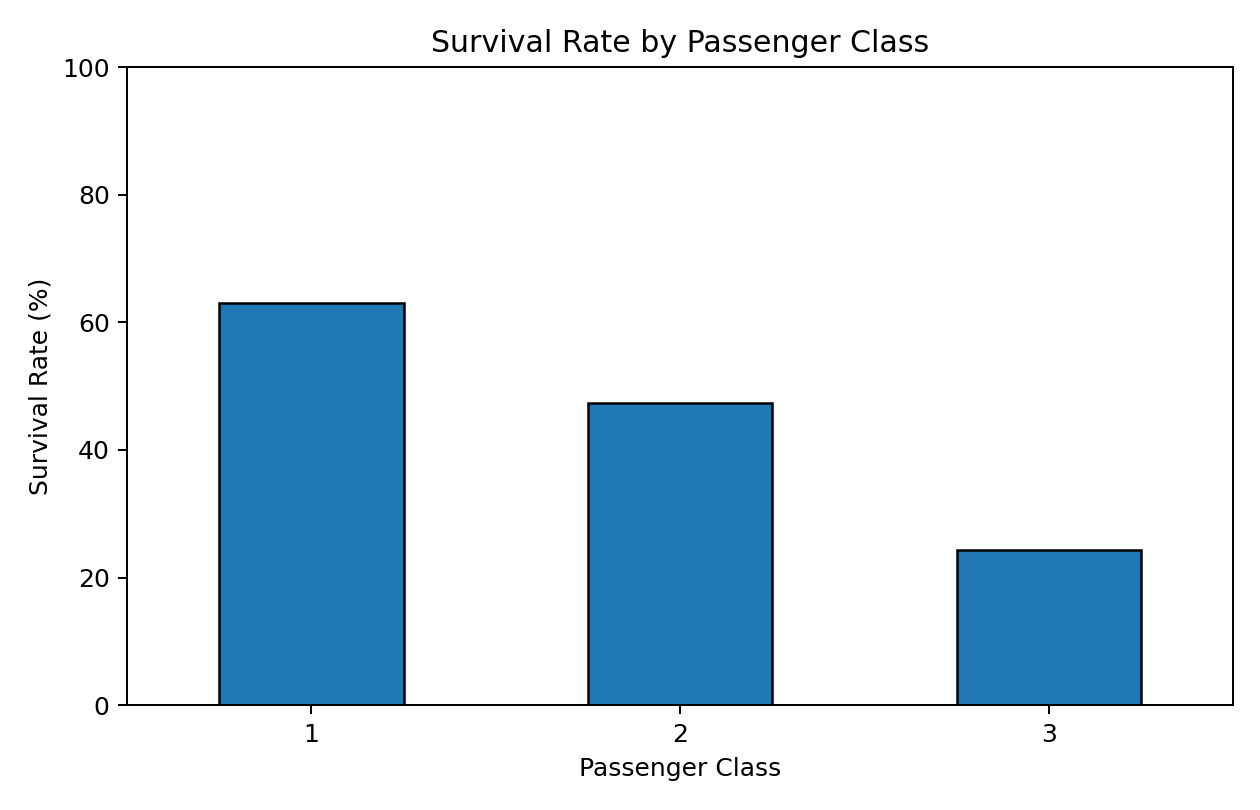 Survival Rate by Passenger Class
100
80
60
40
20
0
Survival Rate (%)
1 2 3
Passenger Class